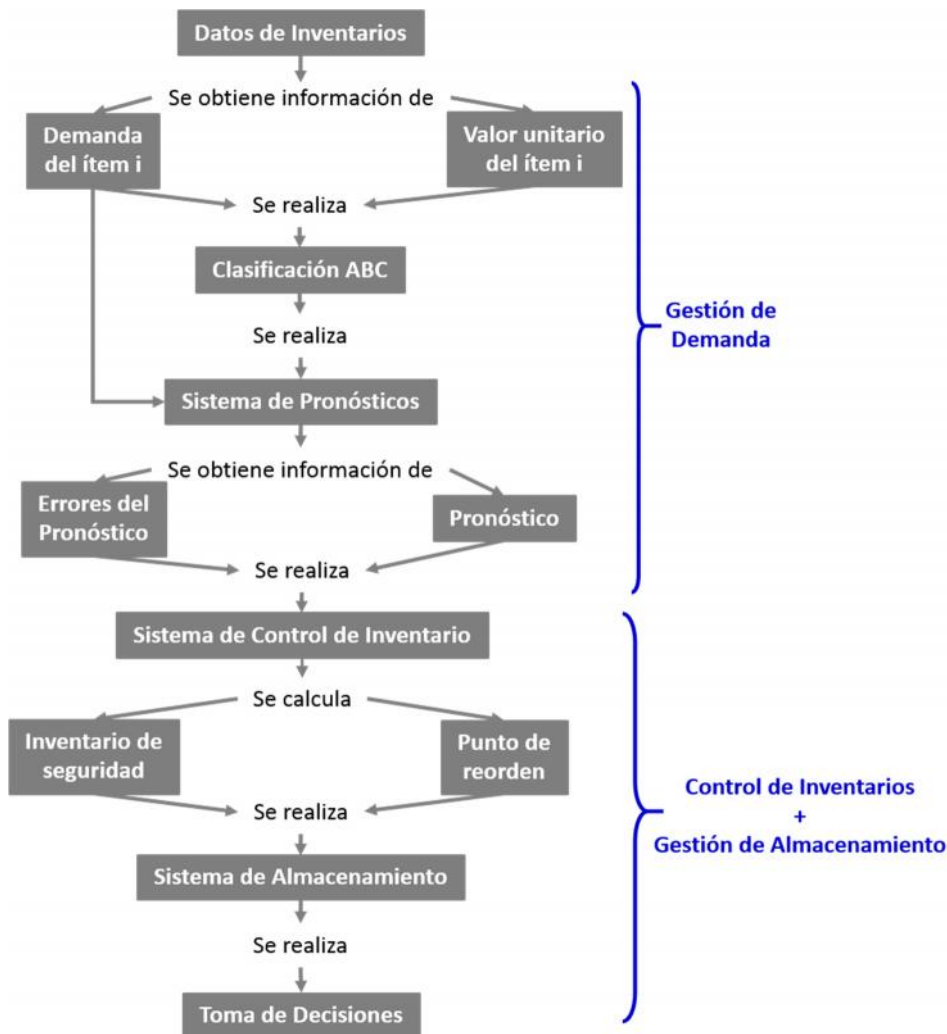 Datos de Inventarios
Se obtiene información de
Demanda
del ítem i
Valor unitario
del ítem i
Se realiza
Clasificación ABC
Se realiza
Sistema de Pronósticos
Se obtiene información de
Errores del
Pronóstico
Pronóstico
Se realiza
Gestión de
Demanda
Sistema de Control de Inventario
Se calcula
Inventario de
seguridad
Punto de
reorden
Se realiza
Sistema de Almacenamiento
Se realiza
Toma de Decisiones
Control de Inventarios
+
Gestión de Almacenamiento